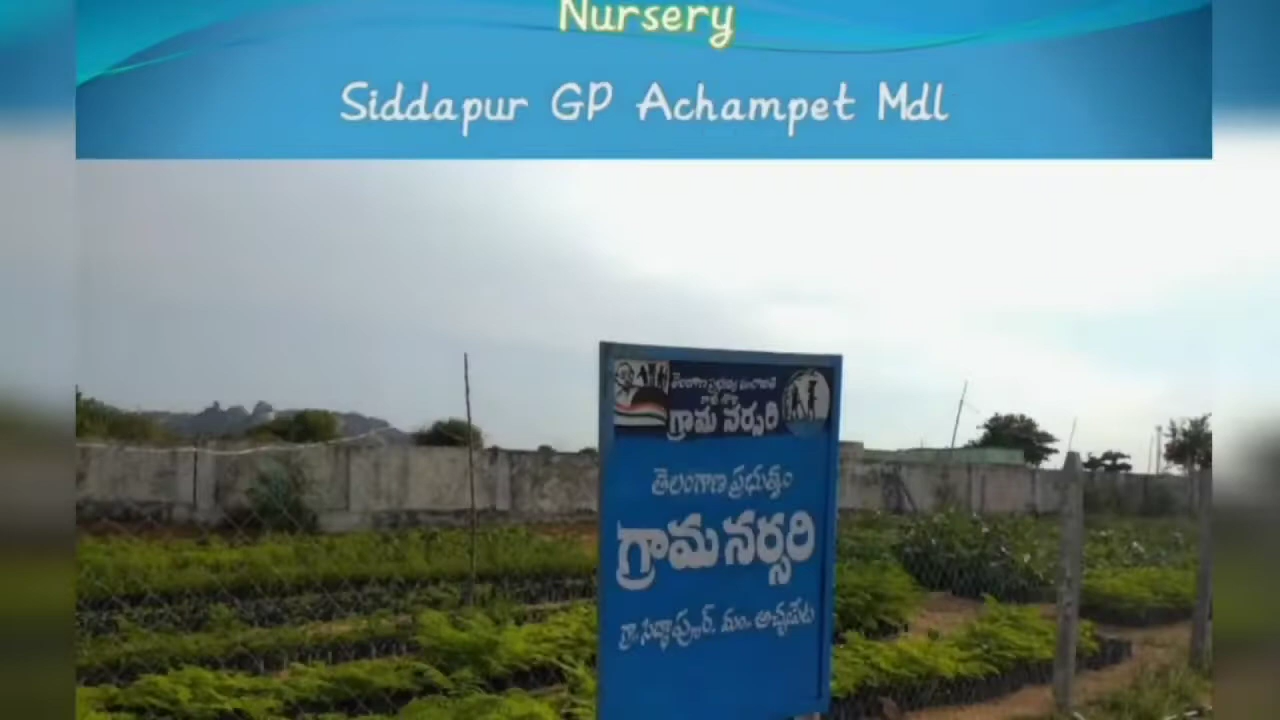 Nursery
Siddapur GP Achampet Mdl
గ్రామ నర్సరీ
తెలంగాణ ప్రభుత్వం
గ్రామ నర్సరి
గ్రా. సిద్దాపూర్, మం. అచ్చంపేట